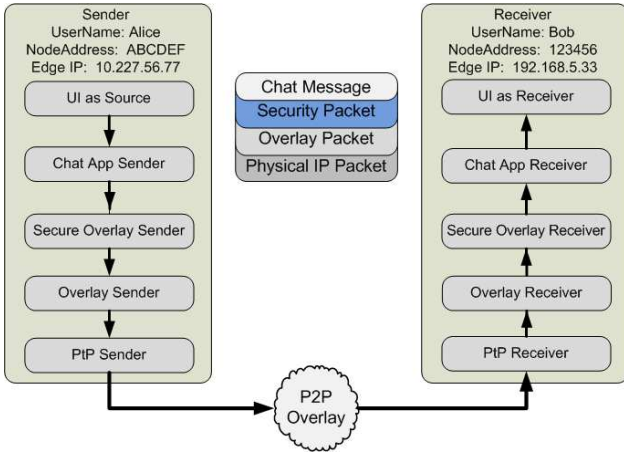 Sender
UserName: Alice
NodeAddress: ABCDEF
Edge IP: 10.227.56.77
UI as Source
Chat App Sender
Secure Overlay Sender
Overlay Sender
PtP Sender
Chat Message
Security Packet
Overlay Packet
Physical IP Packet
P2P
Overlay
Receiver
UserName: Bob
NodeAddress: 123456
Edge IP: 192.168.5.33
UI as Receiver
Chat App Receiver
Secure Overlay Receiver
Overlay Receiver
PtP Receiver